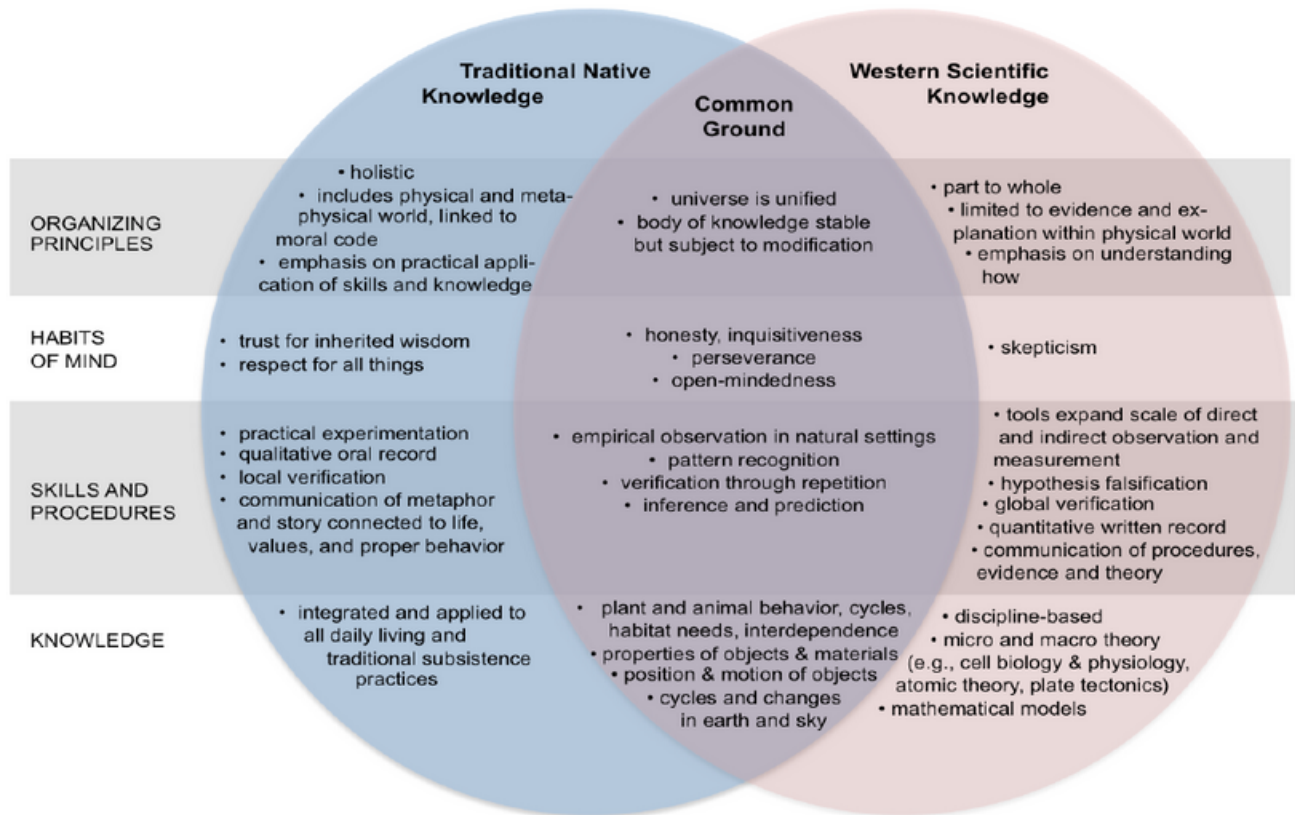 Traditional Native
Knowledge
Common
Ground
Western Scientific
Knowledge
ORGANIZING
PRINCIPLES
• holistic
• includes physical and meta-
physical world, linked to
moral code
• emphasis on practical appli-
cation of skills and knowledge
• universe is unified
• body of knowledge stable
but subject to modification
• part to whole
• limited to evidence and ex-
planation within physical world
• emphasis on understanding
how
HABITS
OF MIND
• trust for inherited wisdom
• respect for all things
• honesty, inquisitiveness
• perseverance
• open-mindedness
• skepticism
SKILLS AND
PROCEDURES
• practical experimentation
• qualitative oral record
• local verification
• communication of metaphor
and story connected to life,
values, and proper behavior
• empirical observation in natural settings
• pattern recognition
• verification through repetition
• inference and prediction
• tools expand scale of direct
and indirect observation and
measurement
• hypothesis falsification
• global verification
• quantitative written record
• communication of procedures,
evidence and theory
KNOWLEDGE
• integrated and applied to
all daily living and
traditional subsistence
practices
• plant and animal behavior, cycles,
habitat needs, interdependence
• properties of objects & materials
• position & motion of objects
• cycles and changes
in earth and sky
• discipline-based
• micro and macro theory
(e.g., cell biology & physiology,
atomic theory, plate tectonics)
• mathematical models